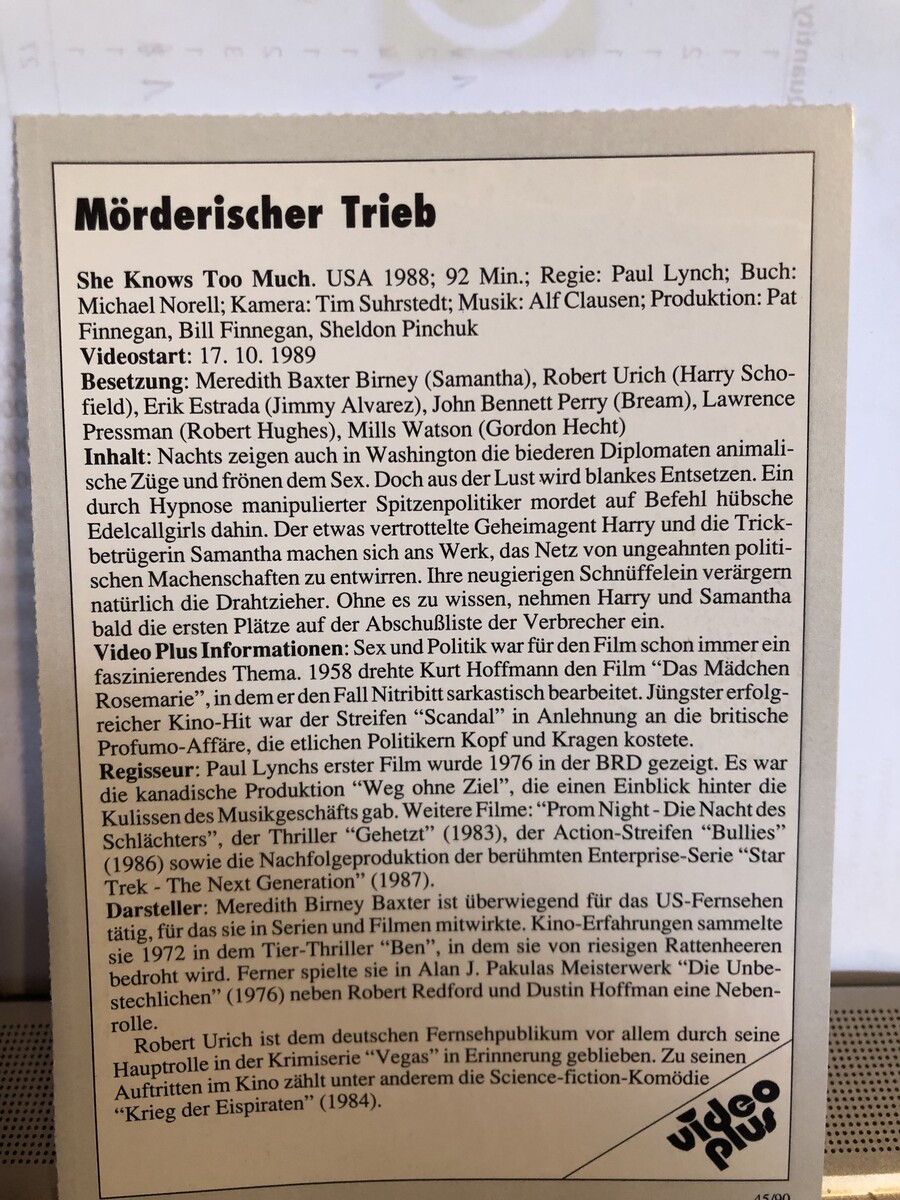 quantity
Mörderischer Trieb
She Knows Too Much. USA 1988; 92 Min.; Regie: Paul Lynch; Buch:
Michael Norell; Kamera: Tim Suhrstedt; Musik: Alf Clausen; Produktion: Pat
Finnegan, Bill Finnegan, Sheldon Pinchuk
Videostart: 17. 10. 1989
Besetzung: Meredith Baxter Birney (Samantha), Robert Urich (Harry Scho-
field), Erik Estrada (Jimmy Alvarez), John Bennett Perry (Bream), Lawrence
Pressman (Robert Hughes), Mills Watson (Gordon Hecht)
Inhalt: Nachts zeigen auch in Washington die biederen Diplomaten animali-
sche Züge und frönen dem Sex. Doch aus der Lust wird blankes Entsetzen. Ein
durch Hypnose manipulierter Spitzenpolitiker mordet auf Befehl hübsche
Edelcallgirls dahin. Der etwas vertrottelte Geheimagent Harry und die Trick-
betrügerin Samantha machen sich ans Werk, das Netz von ungeahnten politi-
schen Machenschaften zu entwirren. Ihre neugierigen Schnüffelein verärgern
natürlich die Drahtzieher. Ohne es zu wissen, nehmen Harry und Samantha
bald die ersten Plätze auf der Abschußliste der Verbrecher ein.
Video Plus Informationen: Sex und Politik war für den Film schon immer ein
faszinierendes Thema. 1958 drehte Kurt Hoffmann den Film “Das Mädchen
Rosemarie”, in dem er den Fall Nitribitt sarkastisch bearbeitet. Jüngster erfolg-
reicher Kino-Hit war der Streifen “Scandal” in Anlehnung an die britische
Profumo-Affäre, die etlichen Politikern Kopf und Kragen kostete.
Regisseur: Paul Lynchs erster Film wurde 1976 in der BRD gezeigt. Es war
die kanadische Produktion “Weg ohne Ziel”, die einen Einblick hinter die
Kulissen des Musikgeschäfts gab. Weitere Filme: “Prom Night - Die Nacht des
Schlächters”, der Thriller “Gehetzt” (1983), der Action-Streifen “Bullies”
(1986) sowie die Nachfolgeproduktion der berühmten Enterprise-Serie “Star
Trek - The Next Generation” (1987).
Darsteller: Meredith Birney Baxter ist überwiegend für das US-Fernsehen
tätig, für das sie in Serien und Filmen mitwirkte. Kino-Erfahrungen sammelte
sie 1972 in dem Tier-Thriller “Ben”, in dem sie von riesigen Rattenheeren
bedroht wird. Ferner spielte sie in Alan J. Pakulas Meisterwerk “Die Unbe-
stechlichen” (1976) neben Robert Redford und Dustin Hoffman eine Neben-
rolle.
Robert Urich ist dem deutschen Fernsehpublikum vor allem durch seine
Hauptrolle in der Krimiserie “Vegas” in Erinnerung geblieben. Zu seinen
Auftritten im Kino zählt unter anderem die Science-fiction-Komödie
“Krieg der Eispiraten” (1984).
video
plus
45/90